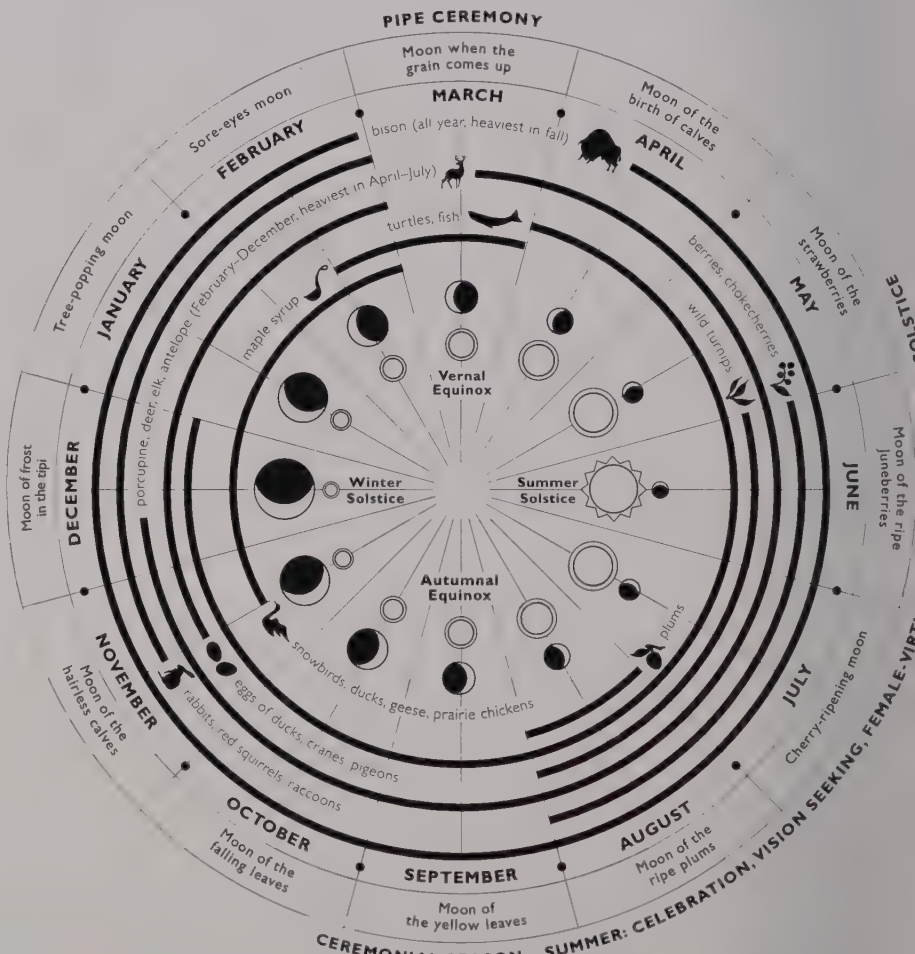 PIPE CEREMONY
Moon when the
grain comes up
MARCH
Moon of the
birth of calves
APRIL
Moon of the
strawberries
MAY
SOLSTICE
Moon of the ripe
juneberries
JUNE
Cherry-ripening moon
JULY
Moon of the
ripe plums
AUGUST
Moon of
the yellow leaves
SEPTEMBER
Moon of the
falling leaves
OCTOBER
Moon of the
hairless calves
NOVEMBER
Moon of frost
in the tipi
DECEMBER
Tree-popping moon
JANUARY
Sore-eyes moon
FEBRUARY
bison (all year, heaviest in fall)
porcupine, deer, elk, antelope (February–December, heaviest in April–July)
turtles, fish
maple syrup
berries, chokecherries
wild turnips
plums
snowbirds, ducks, geese, prairie chickens
eggs of ducks, cranes, pigeons
rabbits, red squirrels, raccoons
Vernal
Equinox
Winter
Solstice
Summer
Solstice
Autumnal
Equinox
SUMMER: CELEBRATION, VISION SEEKING,